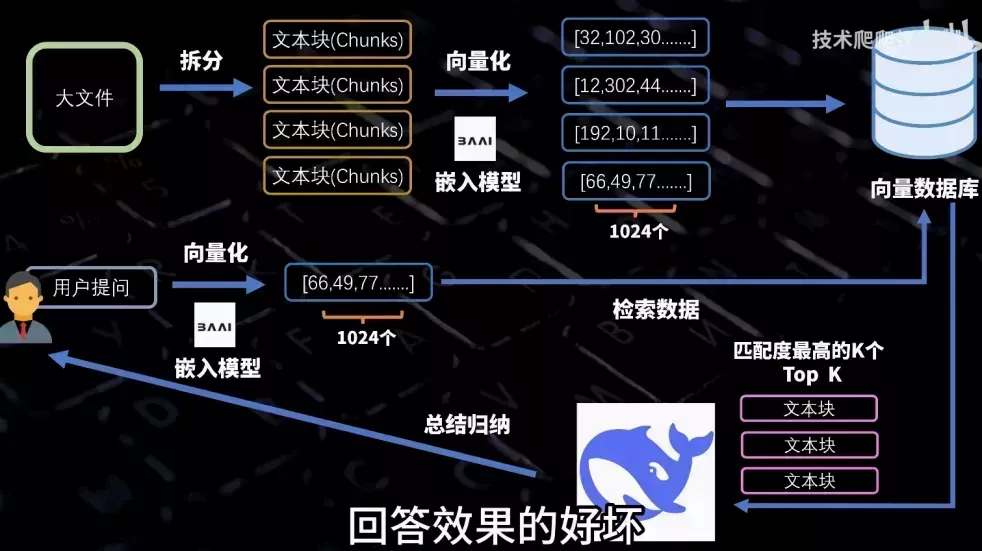 技术爬爬虾
大文件
拆分
文本块(Chunks)
文本块(Chunks)
文本块(Chunks)
文本块(Chunks)
向量化
BAAI
嵌入模型
[32,102,30.......]
[12,302,44.......]
[192,10,11.......]
[66,49,77.......]
1024个
向量数据库
用户提问
向量化
BAAI
嵌入模型
[66,49,77.......]
1024个
检索数据
匹配度最高的K个
Top K
文本块
文本块
文本块
总结归纳
回答效果的好坏